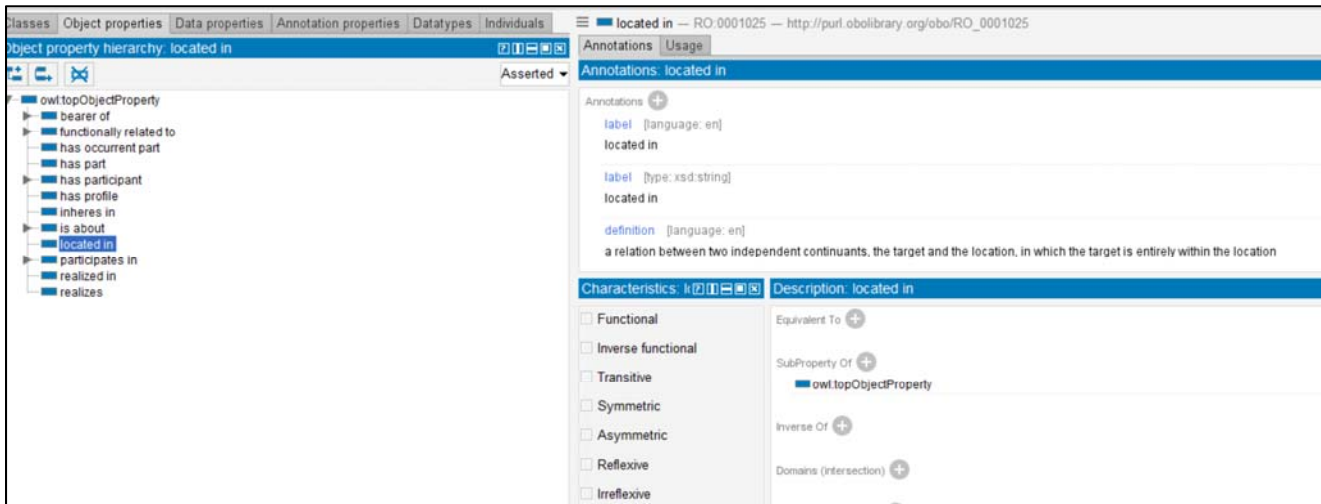 Classes Object properties Data properties Annotation properties Datatypes Individuals
Object property hierarchy: located in
Asserted
owl:topObjectProperty
bearer of
functionally related to
has occurrent part
has part
has participant
has profile
inheres in
is about
located in
participates in
realized in
realizes
located in — RO:0001025 — http://purl.obolibrary.org/obo/RO_0001025
Annotations Usage
Annotations: located in
Annotations
label [language: en]
located in
label [type: xsd:string]
located in
definition [language: en]
a relation between two independent continuants, the target and the location, in which the target is entirely within the location
Characteristics:
Functional
Inverse functional
Transitive
Symmetric
Asymmetric
Reflexive
Irreflexive
Description: located in
Equivalent To
SubProperty Of
owl:topObjectProperty
Inverse Of
Domains (intersection)